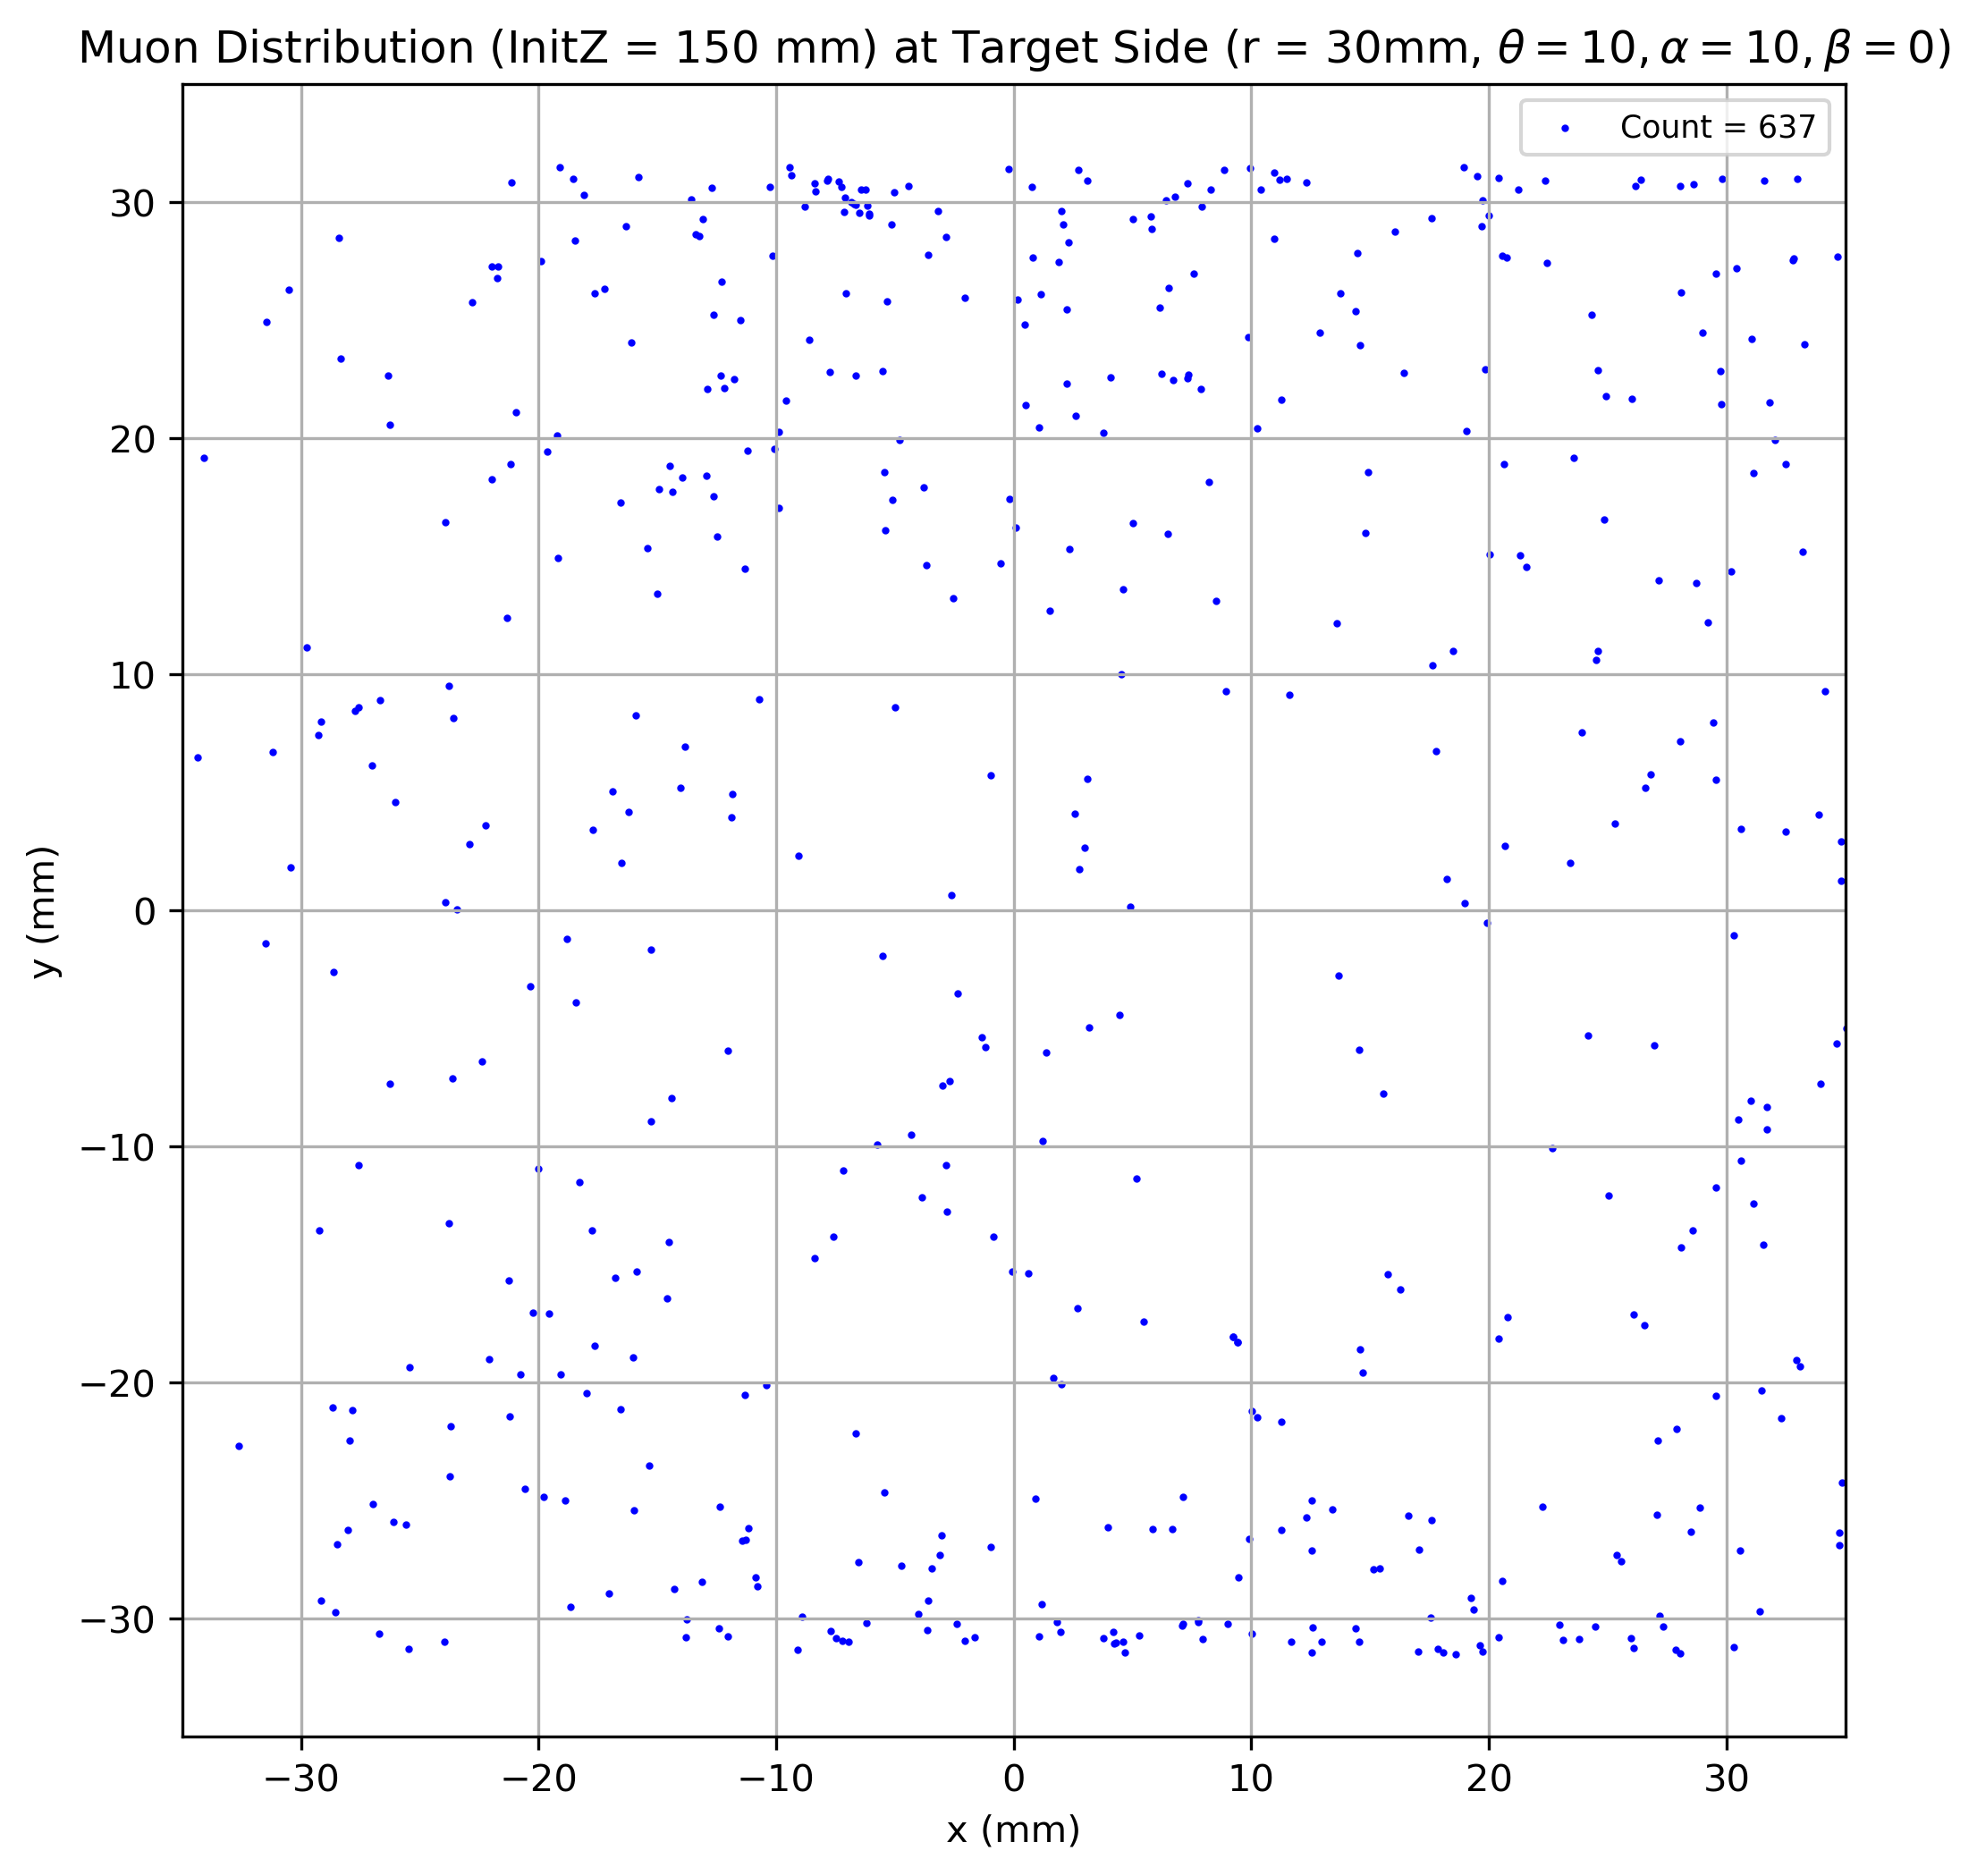 Muon Distribution (InitZ = 150 mm) at Target Side (r = 30mm, θ = 10, α = 10, β = 0)
Count = 637
30
20
10
0
−10
−20
−30
y (mm)
−30 −20 −10 0 10 20 30
x (mm)